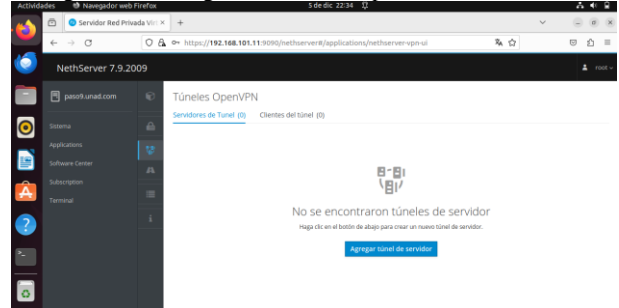 Actividades Navegador web Firefox 5 de dic 22:34
Servidor Red Privada Virt × +
https://192.168.101.11:9090/nethserver#/applications/nethserver-vpn-ui
NethServer 7.9.2009 root
paso9.unad.com
Túneles OpenVPN
Servidores de Tunel (0) Clientes del túnel (0)
Sistema
Applications
Software Center
Subscription
Terminal
No se encontraron túneles de servidor
Haga clic en el botón de abajo para crear un nuevo túnel de servidor.
Agregar túnel de servidor